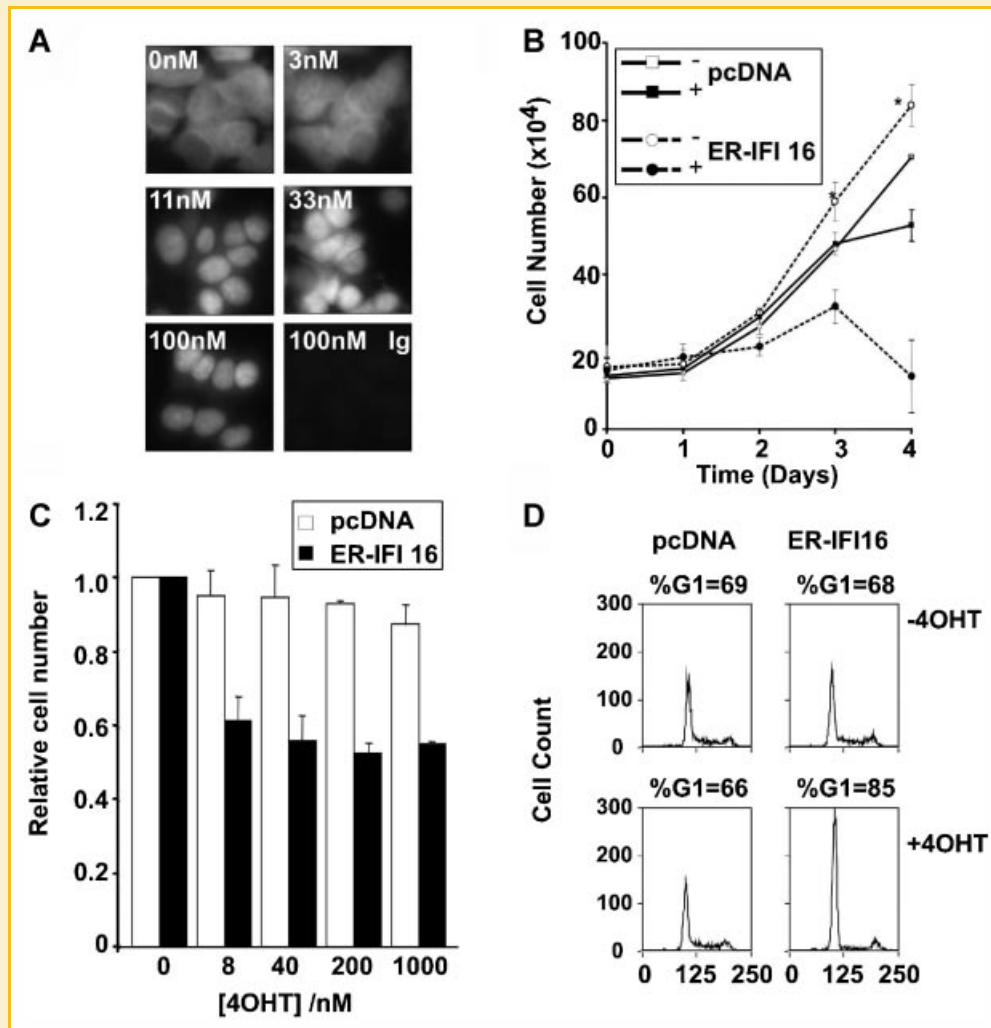 A
0nM
3nM
11nM
33nM
100nM
100nM Ig
B
Cell Number (x10⁴)
100
80
60
40
20
0
- pcDNA
+
- ER-IFI 16
+
*
*
0 1 2 3 4
Time (Days)
C
Relative cell number
1.2
1.0
0.8
0.6
0.4
0.2
0
pcDNA
ER-IFI 16
0 8 40 200 1000
[4OHT] /nM
D
pcDNA ER-IFI16
%G1=69 %G1=68
-4OHT
300
200
100
0
Cell Count
%G1=66 %G1=85
+4OHT
300
200
100
0
0 125 0 125 250